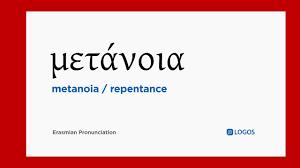 μετάνοια
metanoia / repentance
Erasmian Pronunciation
LOGOS